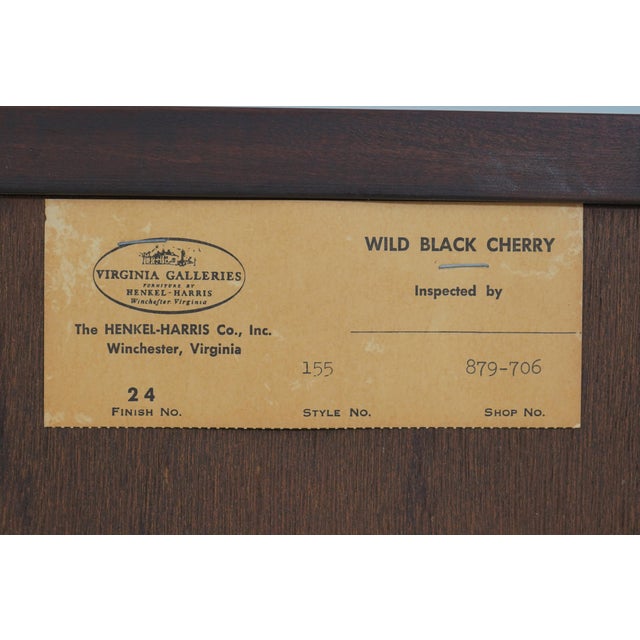 VIRGINIA GALLERIES
FURNITURE BY
HENKEL-HARRIS
Winchester Virginia
The HENKEL-HARRIS Co., Inc.
Winchester, Virginia
WILD BLACK CHERRY
Inspected by
24
FINISH NO.
155
STYLE NO.
879-706
SHOP NO.